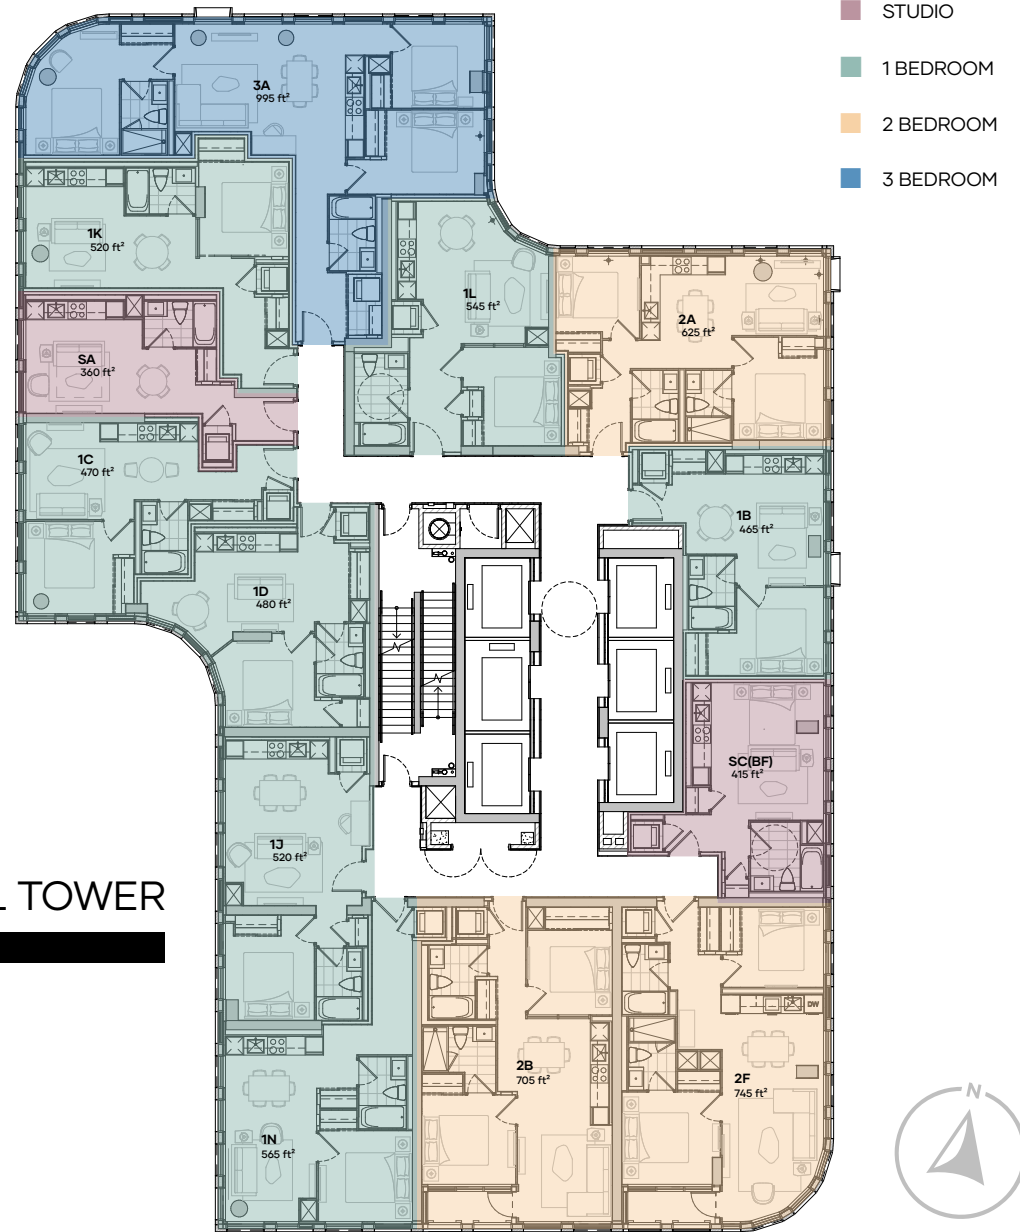 STUDIO
1 BEDROOM
2 BEDROOM
3 BEDROOM
3A
995 ft²
1K
520 ft²
1L
545 ft²
2A
625 ft²
SA
360 ft²
1C
470 ft²
1B
465 ft²
1D
480 ft²
SC(BF)
415 ft²
1J
520 ft²
L TOWER
DW
2B
705 ft²
2F
745 ft²
1N
565 ft²
N